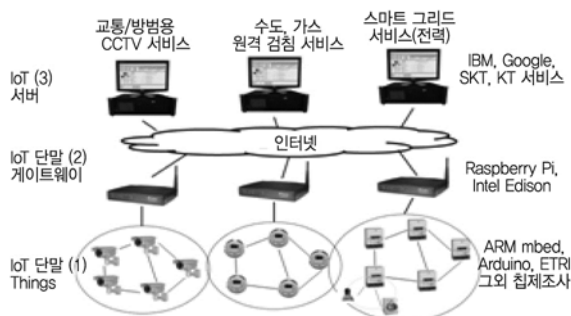 교통/방범용
CCTV 서비스
수도, 가스
원격 검침 서비스
스마트 그리드
서비스(전력)
IoT (3)
서버
IBM, Google,
SKT, KT 서비스
인터넷
IoT 단말 (2)
게이트웨이
Raspberry Pi,
Intel Edison
IoT 단말 (1)
Things
ARM mbed,
Arduino, ETRI
그외 칩제조사